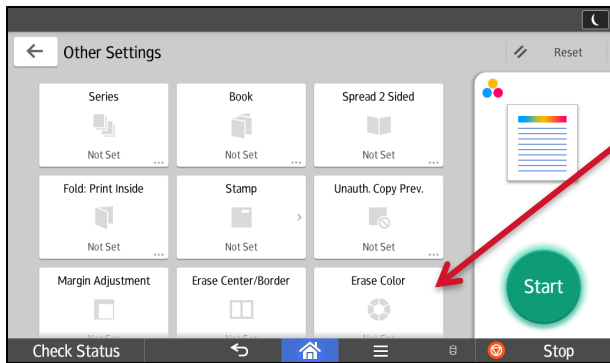 Other Settings
Reset
Series
Book
Spread 2 Sided
Not Set
Not Set
Not Set
Fold: Print Inside
Stamp
Unauth. Copy Prev.
Not Set
Not Set
Not Set
Margin Adjustment
Erase Center/Border
Erase Color
Start
Check Status
Stop